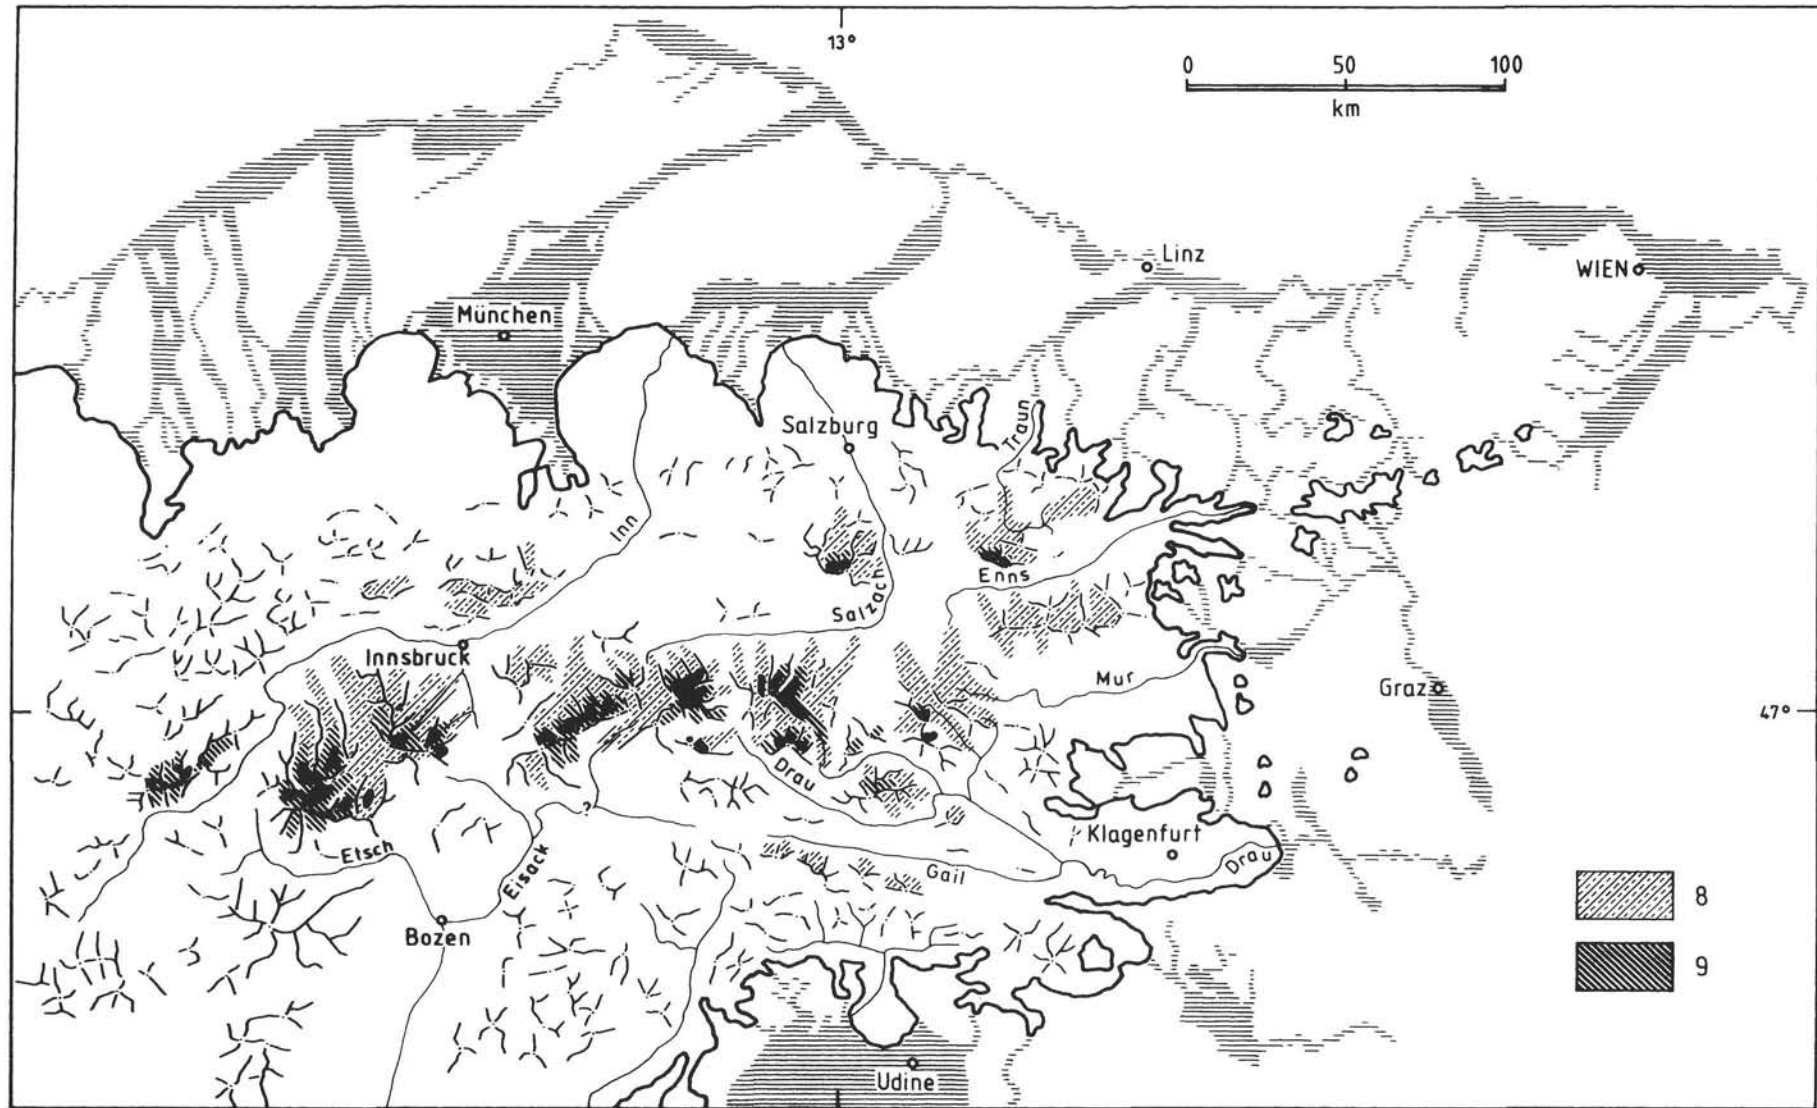 13°
0 50 100
km
Linz
WIEN
München
Salzburg
Traun
Inn
Enns
Salzach
Innsbruck
Mur
Graz
47°
Drau
?
Klagenfurt
Etsch
Eisack
Gail
Drau
8
Bozen
9
Udine